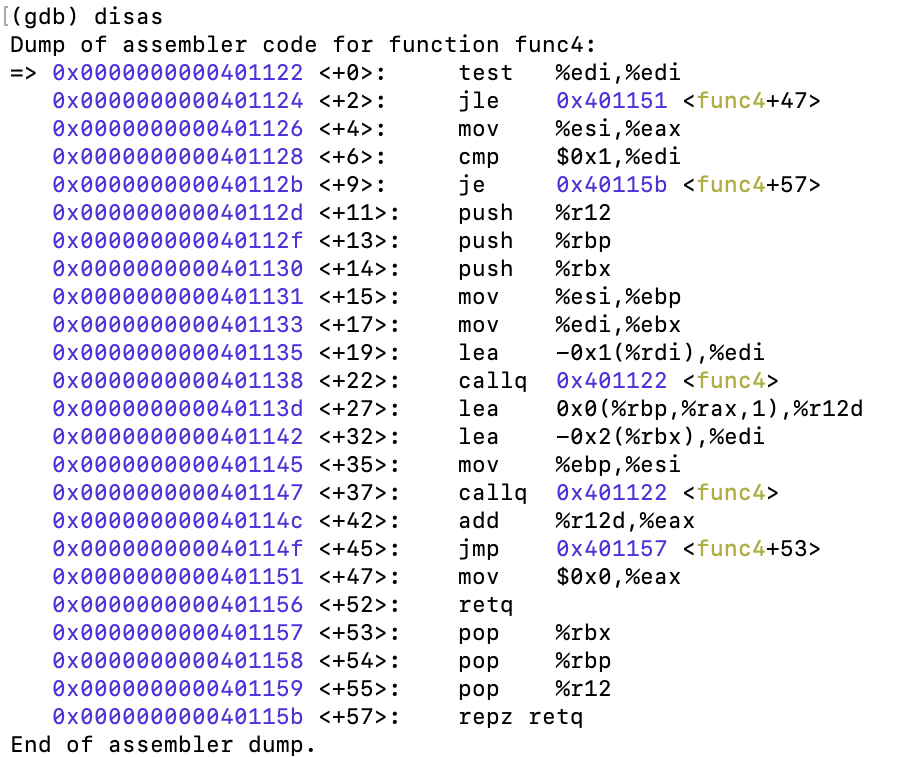 (gdb) disas
Dump of assembler code for function func4:
=> 0x0000000000401122 <+0>:     test   %edi,%edi
   0x0000000000401124 <+2>:     jle    0x401151 <func4+47>
   0x0000000000401126 <+4>:     mov    %esi,%eax
   0x0000000000401128 <+6>:     cmp    $0x1,%edi
   0x000000000040112b <+9>:     je     0x40115b <func4+57>
   0x000000000040112d <+11>:    push   %r12
   0x000000000040112f <+13>:    push   %rbp
   0x0000000000401130 <+14>:    push   %rbx
   0x0000000000401131 <+15>:    mov    %esi,%ebp
   0x0000000000401133 <+17>:    mov    %edi,%ebx
   0x0000000000401135 <+19>:    lea    -0x1(%rdi),%edi
   0x0000000000401138 <+22>:    callq  0x401122 <func4>
   0x000000000040113d <+27>:    lea    0x0(%rbp,%rax,1),%r12d
   0x0000000000401142 <+32>:    lea    -0x2(%rbx),%edi
   0x0000000000401145 <+35>:    mov    %ebp,%esi
   0x0000000000401147 <+37>:    callq  0x401122 <func4>
   0x000000000040114c <+42>:    add    %r12d,%eax
   0x000000000040114f <+45>:    jmp    0x401157 <func4+53>
   0x0000000000401151 <+47>:    mov    $0x0,%eax
   0x0000000000401156 <+52>:    retq
   0x0000000000401157 <+53>:    pop    %rbx
   0x0000000000401158 <+54>:    pop    %rbp
   0x0000000000401159 <+55>:    pop    %r12
   0x000000000040115b <+57>:    repz retq
End of assembler dump.